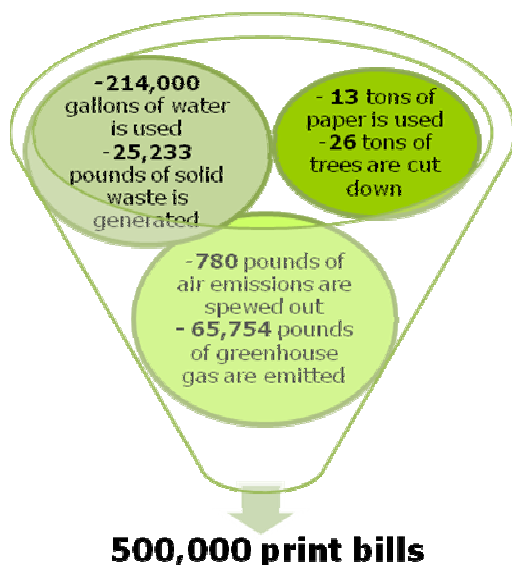 -214,000
gallons of water
is used
-25,233
pounds of solid
waste is
generated
- 13 tons of
paper is used
-26 tons of
trees are cut
down
-780 pounds of
air emissions are
spewed out
- 65,754 pounds
of greenhouse
gas are emitted
500,000 print bills